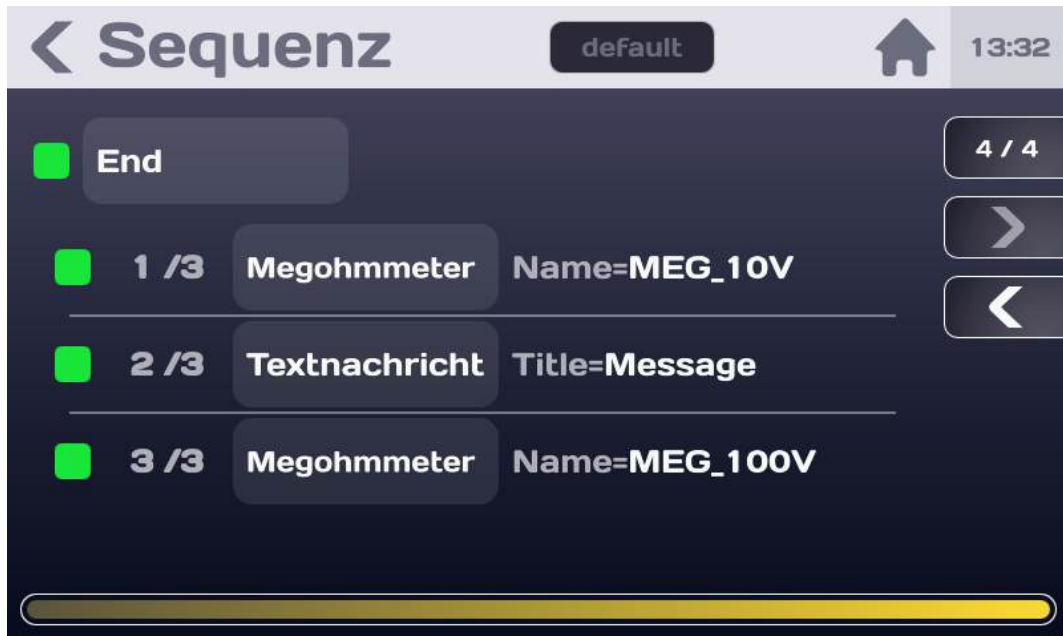 Sequenz default 13:32
End 4 / 4
1 /3 Megohmmeter Name=MEG_10V
2 /3 Textnachricht Title=Message
3 /3 Megohmmeter Name=MEG_100V